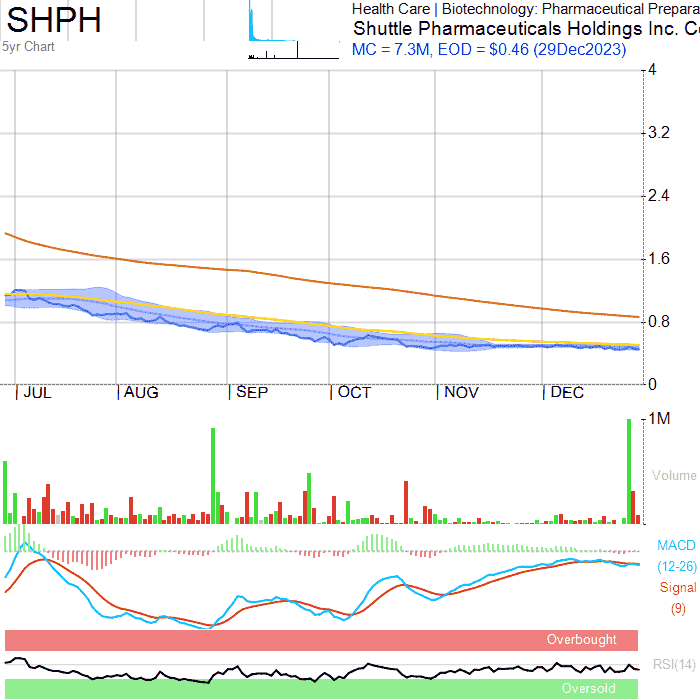 SHPH
5yr Chart
Health Care | Biotechnology: Pharmaceutical Prepara
Shuttle Pharmaceuticals Holdings Inc. Co
MC = 7.3M, EOD = $0.46 (29Dec2023)
4
3.2
2.4
1.6
0.8
0
JUL AUG SEP OCT NOV DEC
1M
Volume
MACD
(12-26)
Signal
(9)
Overbought
RSI(14)
Oversold